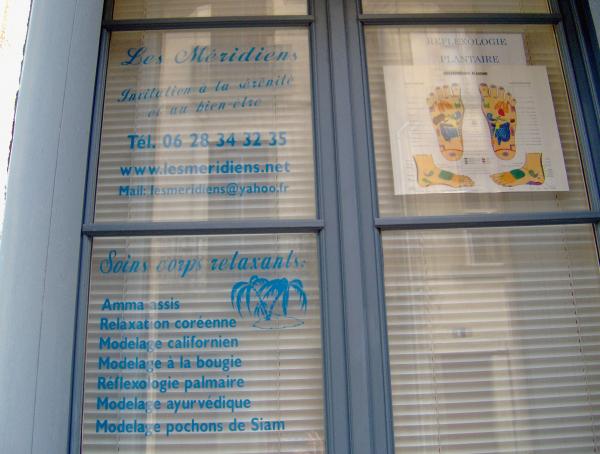 Les Méridiens
Invitation à la sérénité
et au bien-être
Tél. 06 28 34 32 35
www.lesmeridiens.net
Mail: lesmeridiens@yahoo.fr
Soins corps relaxants:
Amma assis
Relaxation coréenne
Modelage californien
Modelage à la bougie
Réflexologie palmaire
Modelage ayurvédique
Modelage pochons de Siam
REFLEXOLOGIE
PLANTAIRE